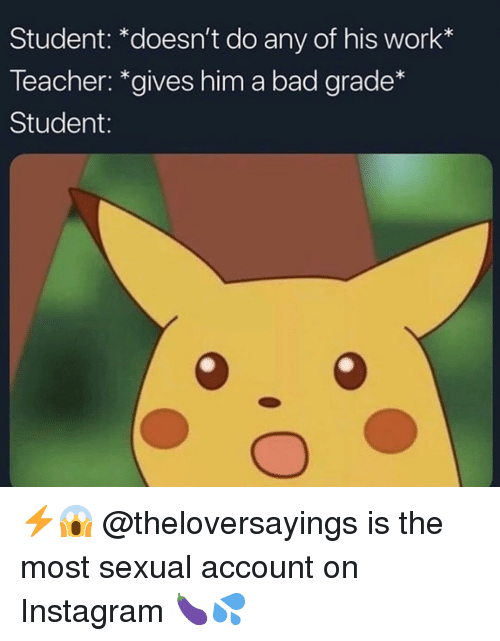 Student: *doesn't do any of his work*
Teacher: *gives him a bad grade*
Student:
⚡😱 @theloversayings is the
most sexual account on
Instagram 🍆💦